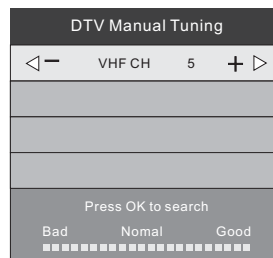 DTV Manual Tuning
− VHF CH 5 +
Press OK to search
Bad Nomal Good